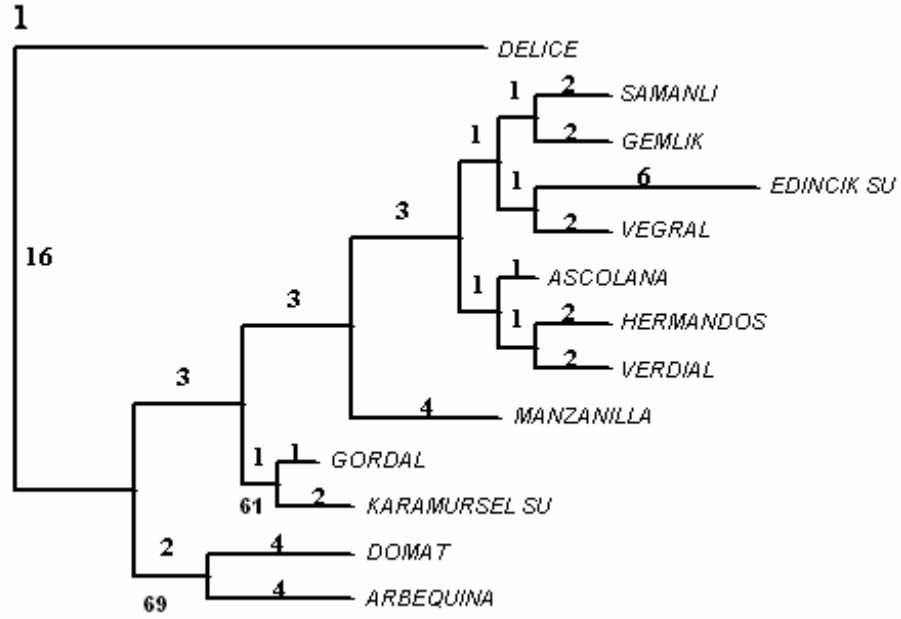 1
DELICE
1 2 SAMANLI
1
2 GEMLIK
1 6 EDINCIK SU
3
2 VEGRAL
16
1 1 ASCOLANA
3
1 2 HERMANDOS
2 VERDIAL
3
4 MANZANILLA
1 1 GORDAL
61 2 KARAMURSEL SU
2 4 DOMAT
69 4 ARBEQUINA